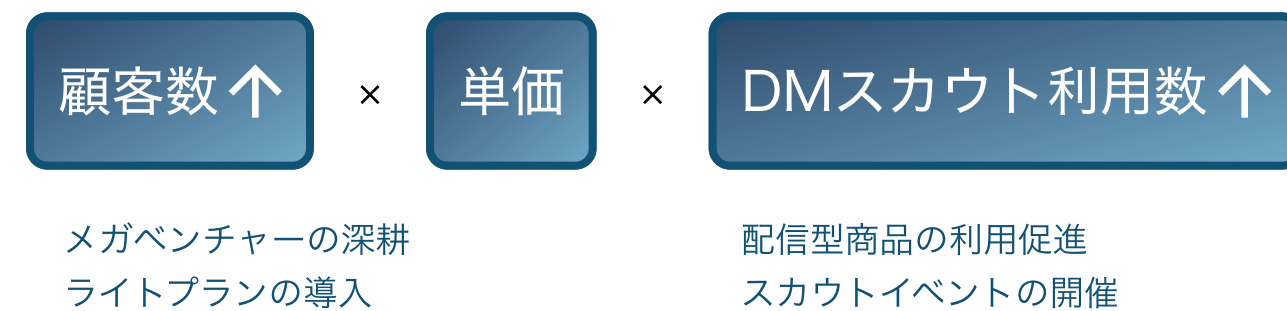 顧客数↑ × 単価 × DMスカウト利用数↑
メガベンチャーの深耕
ライトプランの導入
配信型商品の利用促進
スカウトイベントの開催